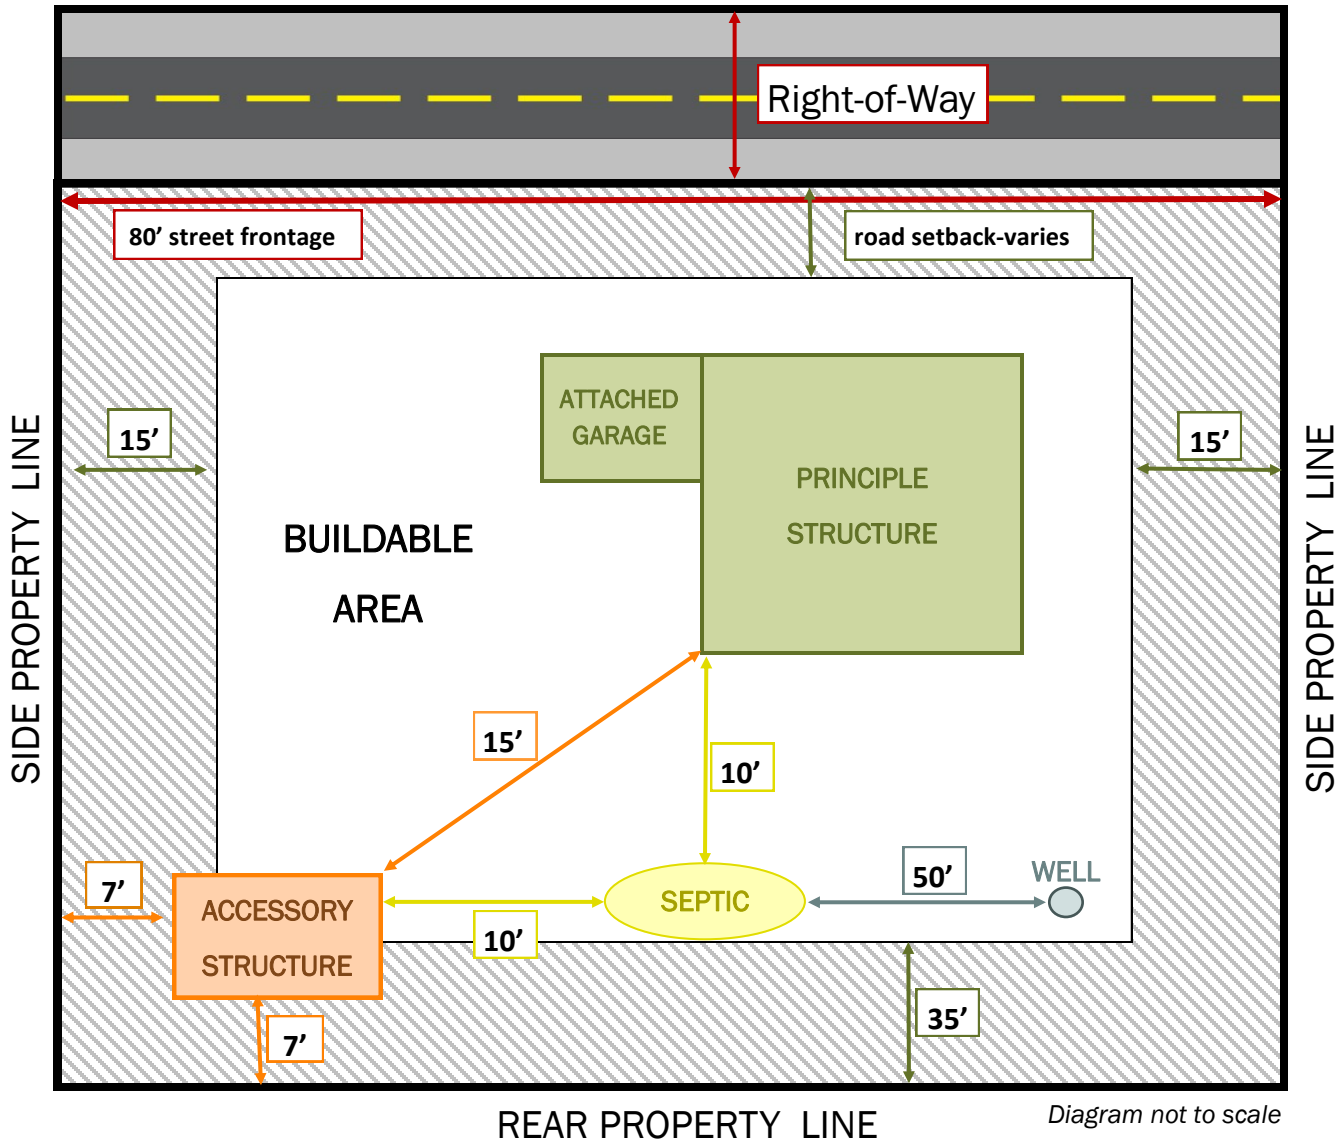 Right-of-Way
80’ street frontage
road setback-varies
ATTACHED
GARAGE
PRINCIPLE
STRUCTURE
15’
15’
SIDE PROPERTY LINE
SIDE PROPERTY LINE
BUILDABLE
AREA
15’
10’
7’
ACCESSORY
STRUCTURE
10’
SEPTIC
50’
WELL
7’
35’
REAR PROPERTY LINE
Diagram not to scale